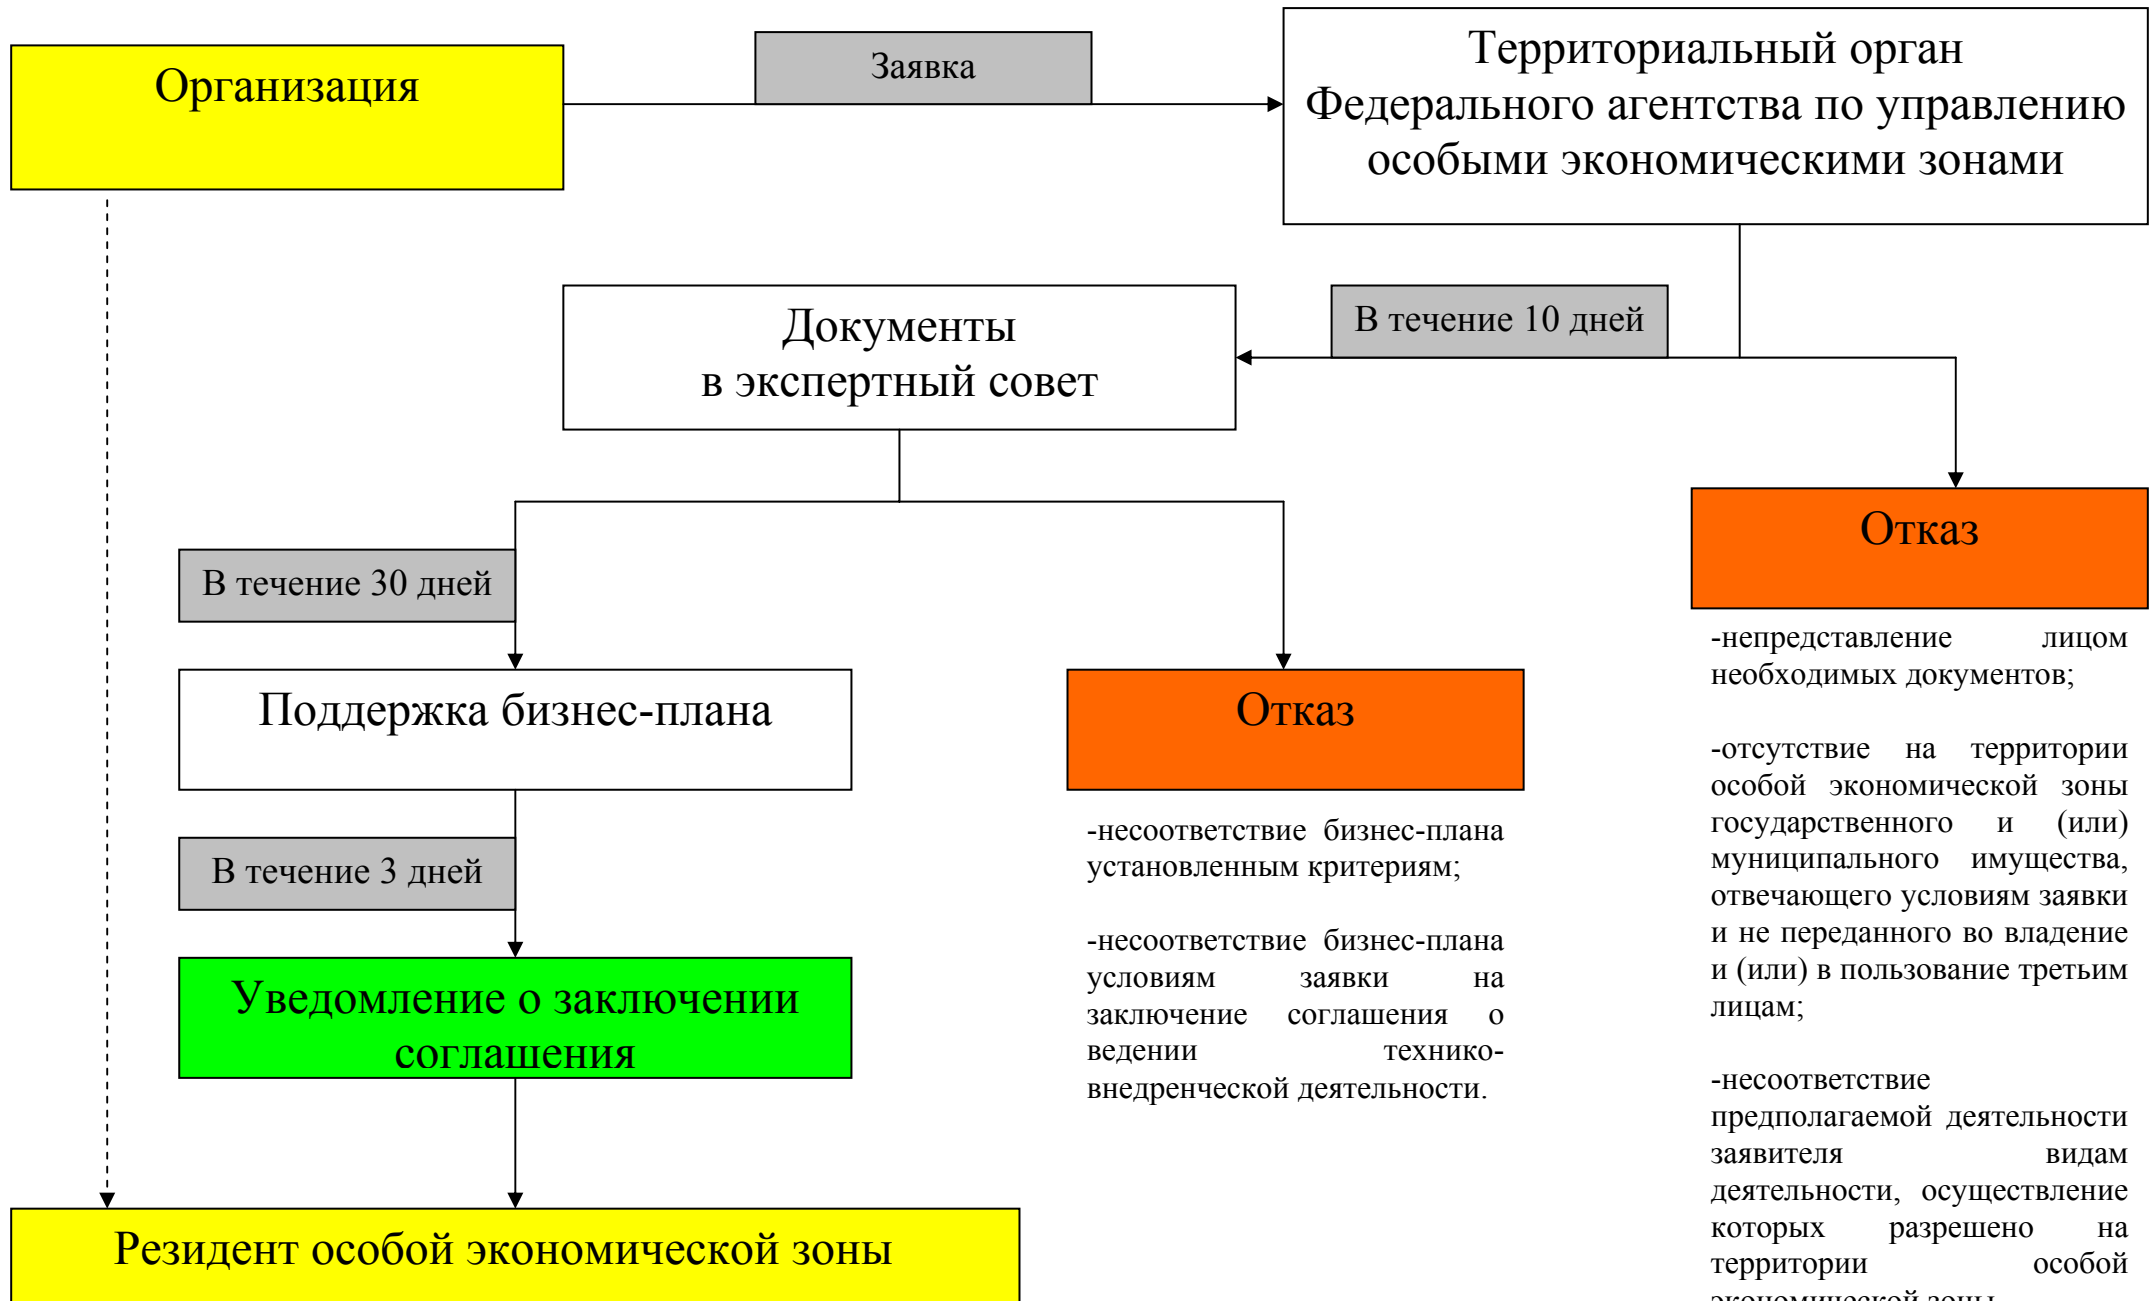 Организация
Заявка
Территориальный орган
Федерального агентства по управлению
особыми экономическими зонами
Документы
в экспертный совет
В течение 10 дней
Отказ
-непредставление лицом
необходимых документов;
-отсутствие на территории
особой экономической зоны
государственного и (или)
муниципального имущества,
отвечающего условиям заявки
и не переданного во владение
и (или) в пользование третьим
лицам;
-несоответствие
предполагаемой деятельности
заявителя видам
деятельности, осуществление
которых разрешено на
территории особой
экономической зоны
В течение 30 дней
Поддержка бизнес-плана
Отказ
-несоответствие бизнес-плана
установленным критериям;
-несоответствие бизнес-плана
условиям заявки на
заключение соглашения о
ведении технико-
внедренческой деятельности.
В течение 3 дней
Уведомление о заключении
соглашения
Резидент особой экономической зоны